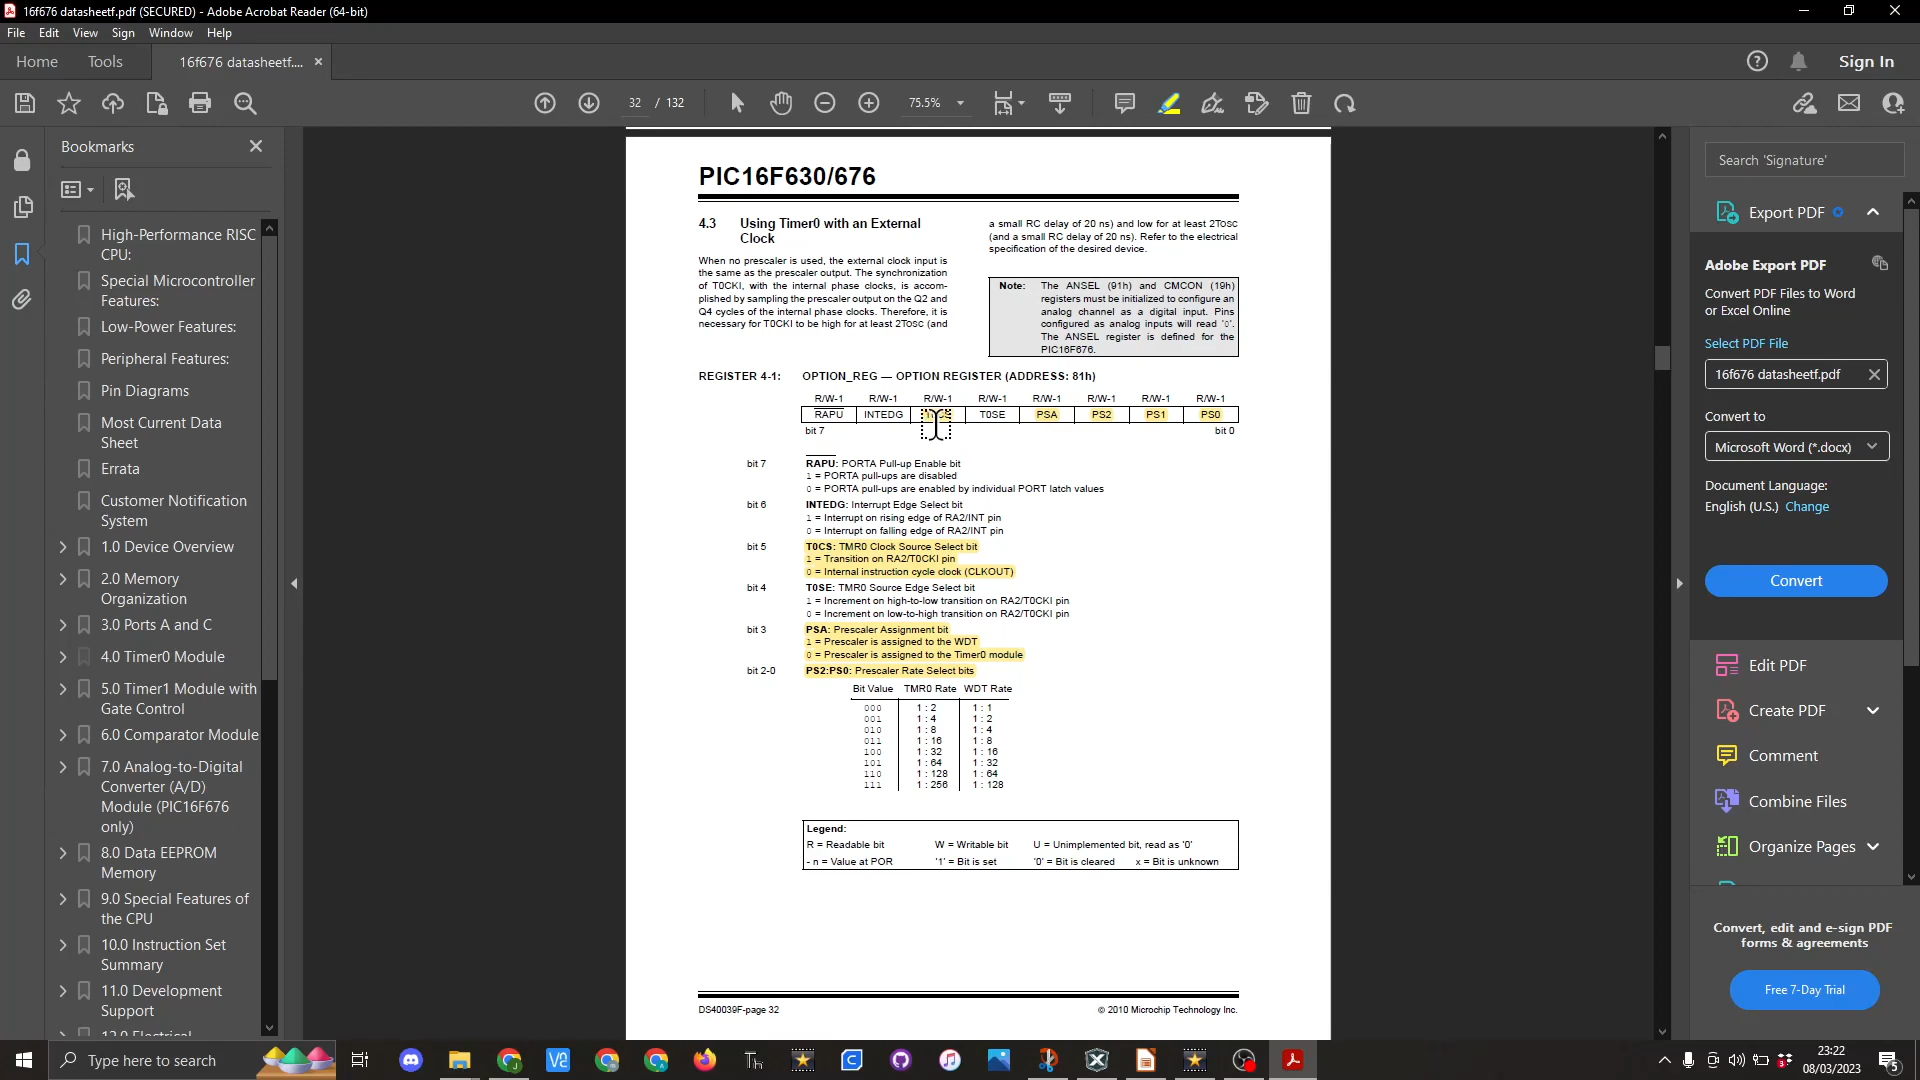 16f676 datasheetf.pdf (SECURED) - Adobe Acrobat Reader (64-bit)
File Edit View Sign Window Help
Home Tools 16f676 datasheetf.... × Sign In
32 / 132 75.5%
Bookmarks
High-Performance RISC
CPU:
Special Microcontroller
Features:
Low-Power Features:
Peripheral Features:
Pin Diagrams
Most Current Data
Sheet
Errata
Customer Notification
System
1.0 Device Overview
2.0 Memory
Organization
3.0 Ports A and C
4.0 Timer0 Module
5.0 Timer1 Module with
Gate Control
6.0 Comparator Module
7.0 Analog-to-Digital
Converter (A/D)
Module (PIC16F676
only)
8.0 Data EEPROM
Memory
9.0 Special Features of
the CPU
10.0 Instruction Set
Summary
11.0 Development
Support
12.0 Electrical
PIC16F630/676
4.3 Using Timer0 with an External
Clock
When no prescaler is used, the external clock input is
the same as the prescaler output. The synchronization
of T0CKI, with the internal phase clocks, is accom-
plished by sampling the prescaler output on the Q2 and
Q4 cycles of the internal phase clocks. Therefore, it is
necessary for T0CKI to be high for at least 2TOSC (and
a small RC delay of 20 ns) and low for at least 2TOSC
(and a small RC delay of 20 ns). Refer to the electrical
specification of the desired device.
Note: The ANSEL (91h) and CMCON (19h)
registers must be initialized to configure an
analog channel as a digital input. Pins
configured as analog inputs will read '0'.
The ANSEL register is defined for the
PIC16F676.
REGISTER 4-1: OPTION_REG — OPTION REGISTER (ADDRESS: 81h)
R/W-1 R/W-1 R/W-1 R/W-1 R/W-1 R/W-1 R/W-1 R/W-1
RAPU INTEDG T0SE PSA PS2 PS1 PS0
bit 7 bit 0
bit 7 RAPU: PORTA Pull-up Enable bit
1 = PORTA pull-ups are disabled
0 = PORTA pull-ups are enabled by individual PORT latch values
bit 6 INTEDG: Interrupt Edge Select bit
1 = Interrupt on rising edge of RA2/INT pin
0 = Interrupt on falling edge of RA2/INT pin
bit 5 T0CS: TMR0 Clock Source Select bit
1 = Transition on RA2/T0CKI pin
0 = Internal instruction cycle clock (CLKOUT)
bit 4 T0SE: TMR0 Source Edge Select bit
1 = Increment on high-to-low transition on RA2/T0CKI pin
0 = Increment on low-to-high transition on RA2/T0CKI pin
bit 3 PSA: Prescaler Assignment bit
1 = Prescaler is assigned to the WDT
0 = Prescaler is assigned to the Timer0 module
bit 2-0 PS2:PS0: Prescaler Rate Select bits
Bit Value TMR0 Rate WDT Rate
000 1 : 2 1 : 1
001 1 : 4 1 : 2
010 1 : 8 1 : 4
011 1 : 16 1 : 8
100 1 : 32 1 : 16
101 1 : 64 1 : 32
110 1 : 128 1 : 64
111 1 : 256 1 : 128
Legend:
R = Readable bit W = Writable bit U = Unimplemented bit, read as '0'
- n = Value at POR '1' = Bit is set '0' = Bit is cleared x = Bit is unknown
DS40039F-page 32 © 2010 Microchip Technology Inc.
Search 'Signature'
Export PDF
Adobe Export PDF
Convert PDF Files to Word
or Excel Online
Select PDF File
16f676 datasheetf.pdf
Convert to
Microsoft Word (*.docx)
Document Language:
English (U.S.) Change
Convert
Edit PDF
Create PDF
Comment
Combine Files
Organize Pages
Convert, edit and e-sign PDF
forms & agreements
Free 7-Day Trial
Type here to search
23:22
08/03/2023
5